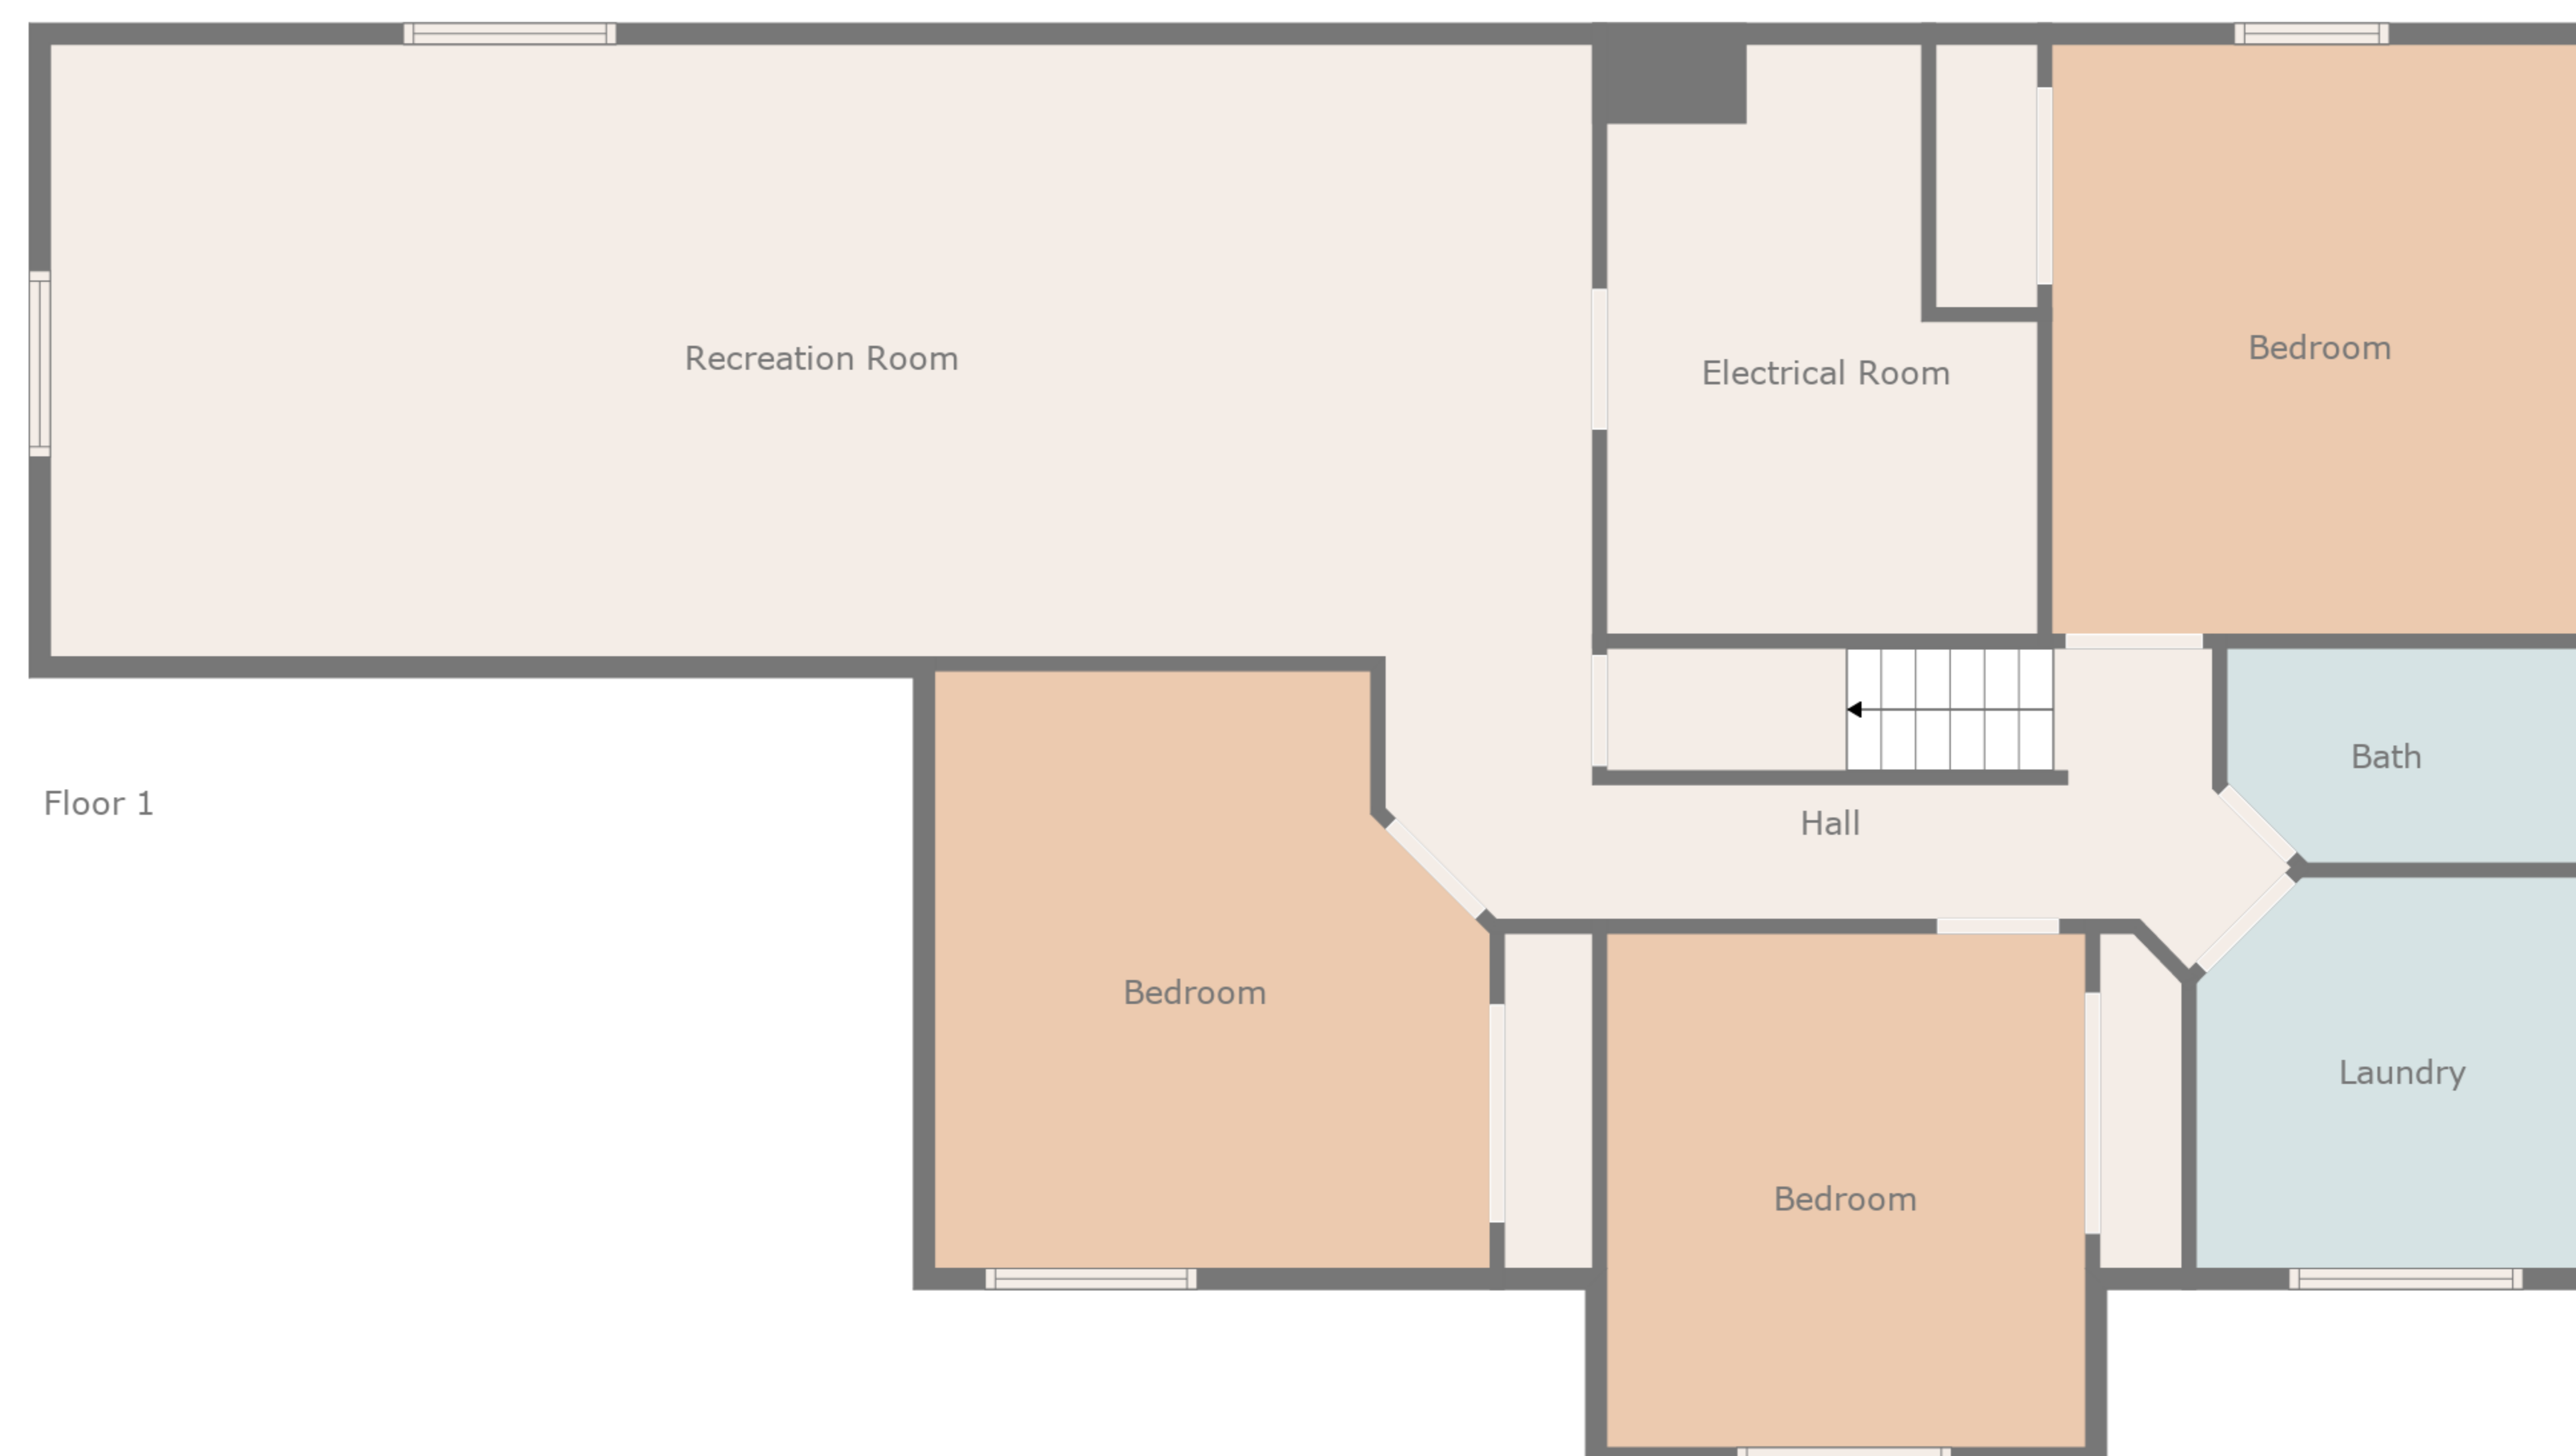 Recreation Room
Electrical Room
Bedroom
Bath
Floor 1
Hall
Bedroom
Laundry
Bedroom